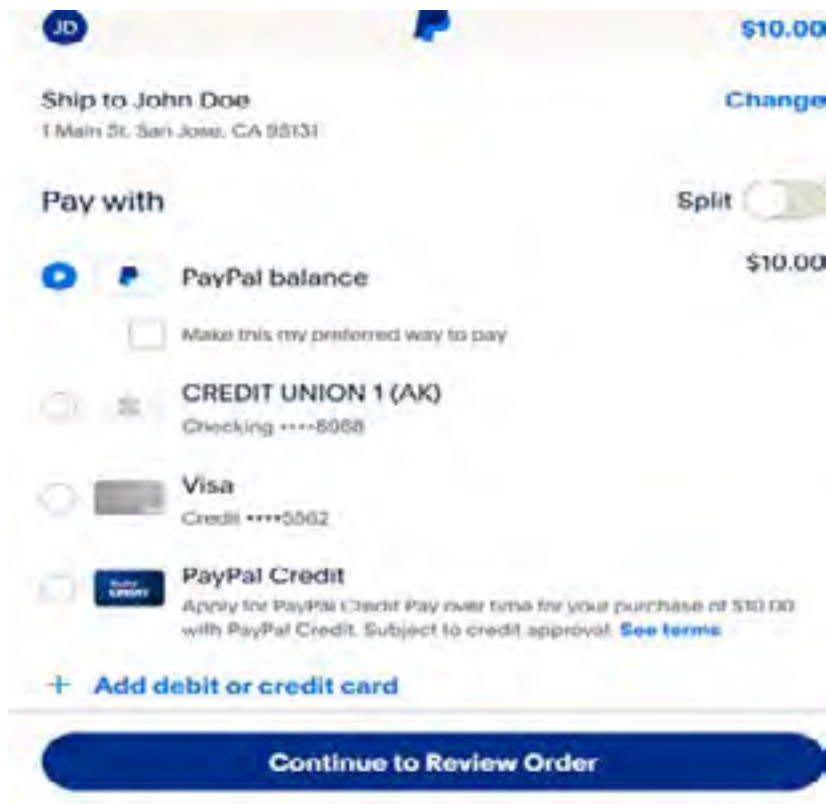 JD $10.00
Ship to John Doe Change
1 Main St. San Jose, CA 95131
Pay with Split
PayPal balance $10.00
Make this my preferred way to pay
CREDIT UNION 1 (AK)
Checking ••••
Visa
Credit ••••5562
PayPal Credit
Apply for PayPal Credit Pay over time for your purchase of $10.00
with PayPal Credit. Subject to credit approval. See terms
+ Add debit or credit card
Continue to Review Order